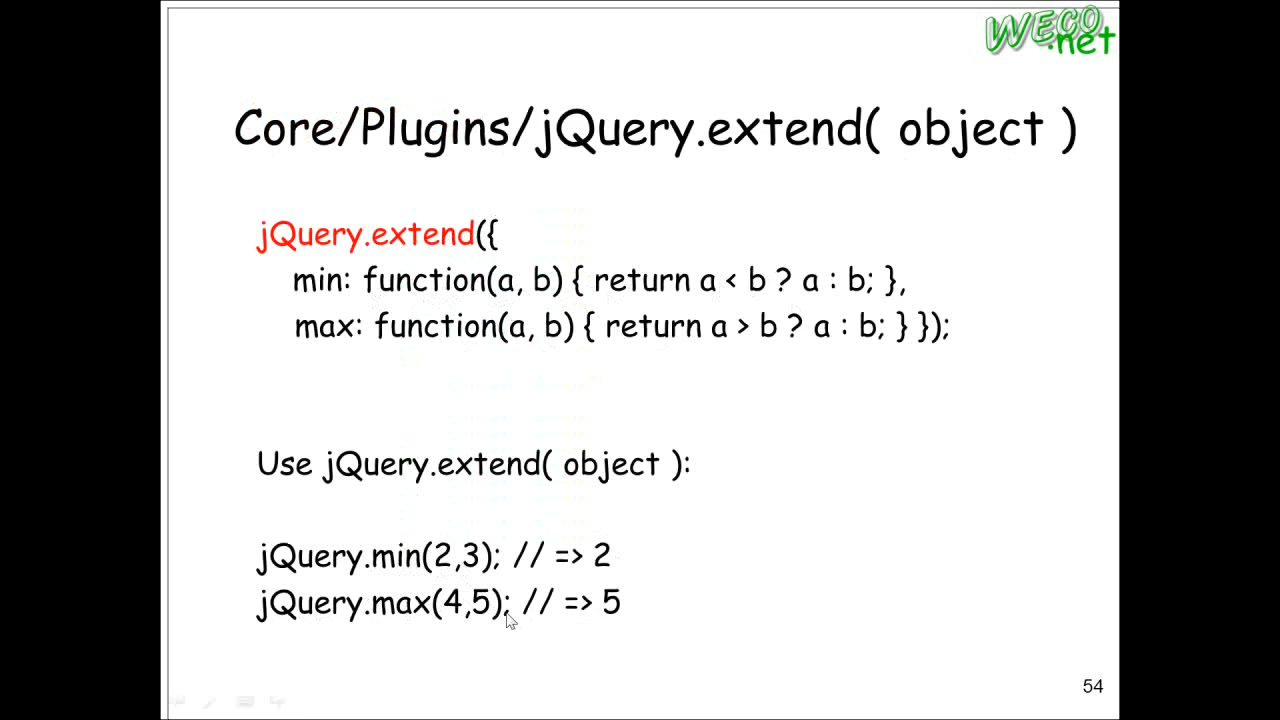 WECO
.net
Core/Plugins/jQuery.extend( object )
jQuery.extend({
min: function(a, b) { return a < b ? a : b; },
max: function(a, b) { return a > b ? a : b; } });
Use jQuery.extend( object ):
jQuery.min(2,3); // => 2
jQuery.max(4,5); // => 5
54